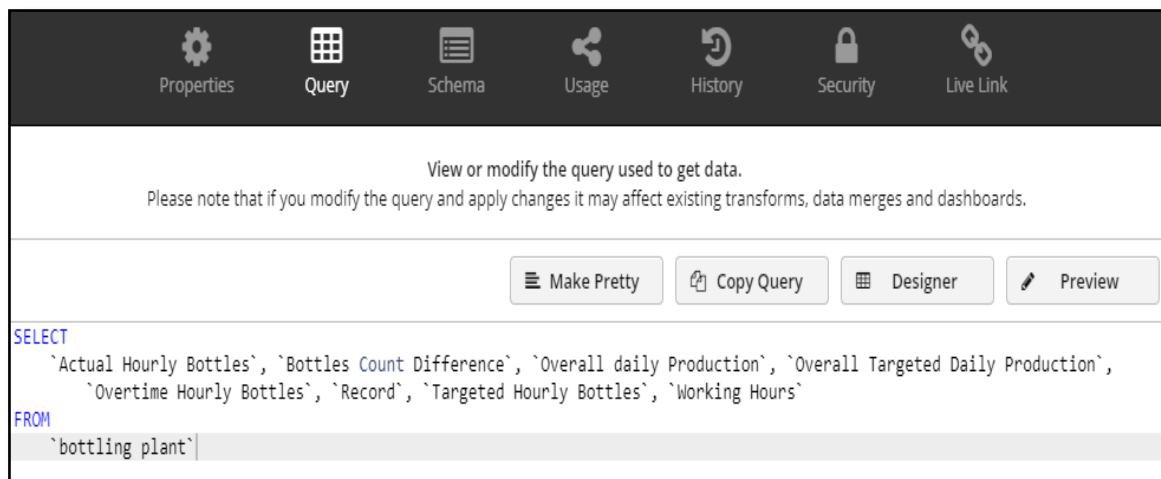 Properties Query Schema Usage History Security Live Link
View or modify the query used to get data.
Please note that if you modify the query and apply changes it may affect existing transforms, data merges and dashboards.
Make Pretty Copy Query Designer Preview
SELECT
`Actual Hourly Bottles`, `Bottles Count Difference`, `Overall daily Production`, `Overall Targeted Daily Production`,
`Overtime Hourly Bottles`, `Record`, `Targeted Hourly Bottles`, `Working Hours`
FROM
`bottling plant`